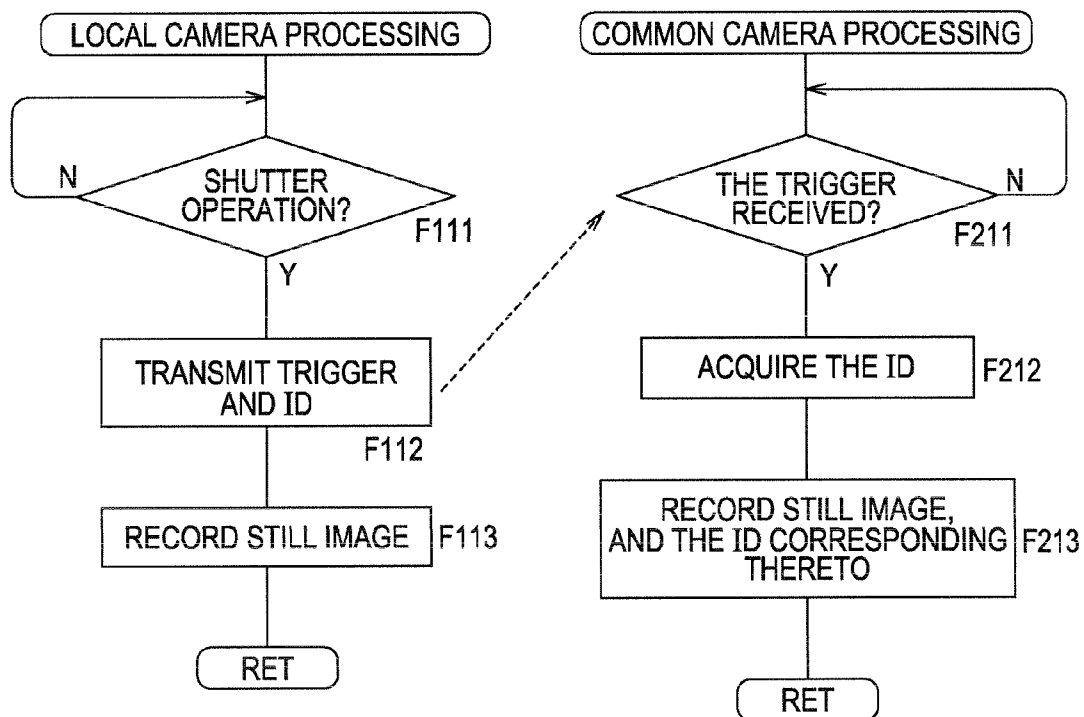 LOCAL CAMERA PROCESSING
N
SHUTTER
OPERATION?
F111
Y
TRANSMIT TRIGGER
AND ID
F112
RECORD STILL IMAGE
F113
RET
COMMON CAMERA PROCESSING
THE TRIGGER
RECEIVED?
N
F211
Y
ACQUIRE THE ID
F212
RECORD STILL IMAGE,
AND THE ID CORRESPONDING
THERETO
F213
RET